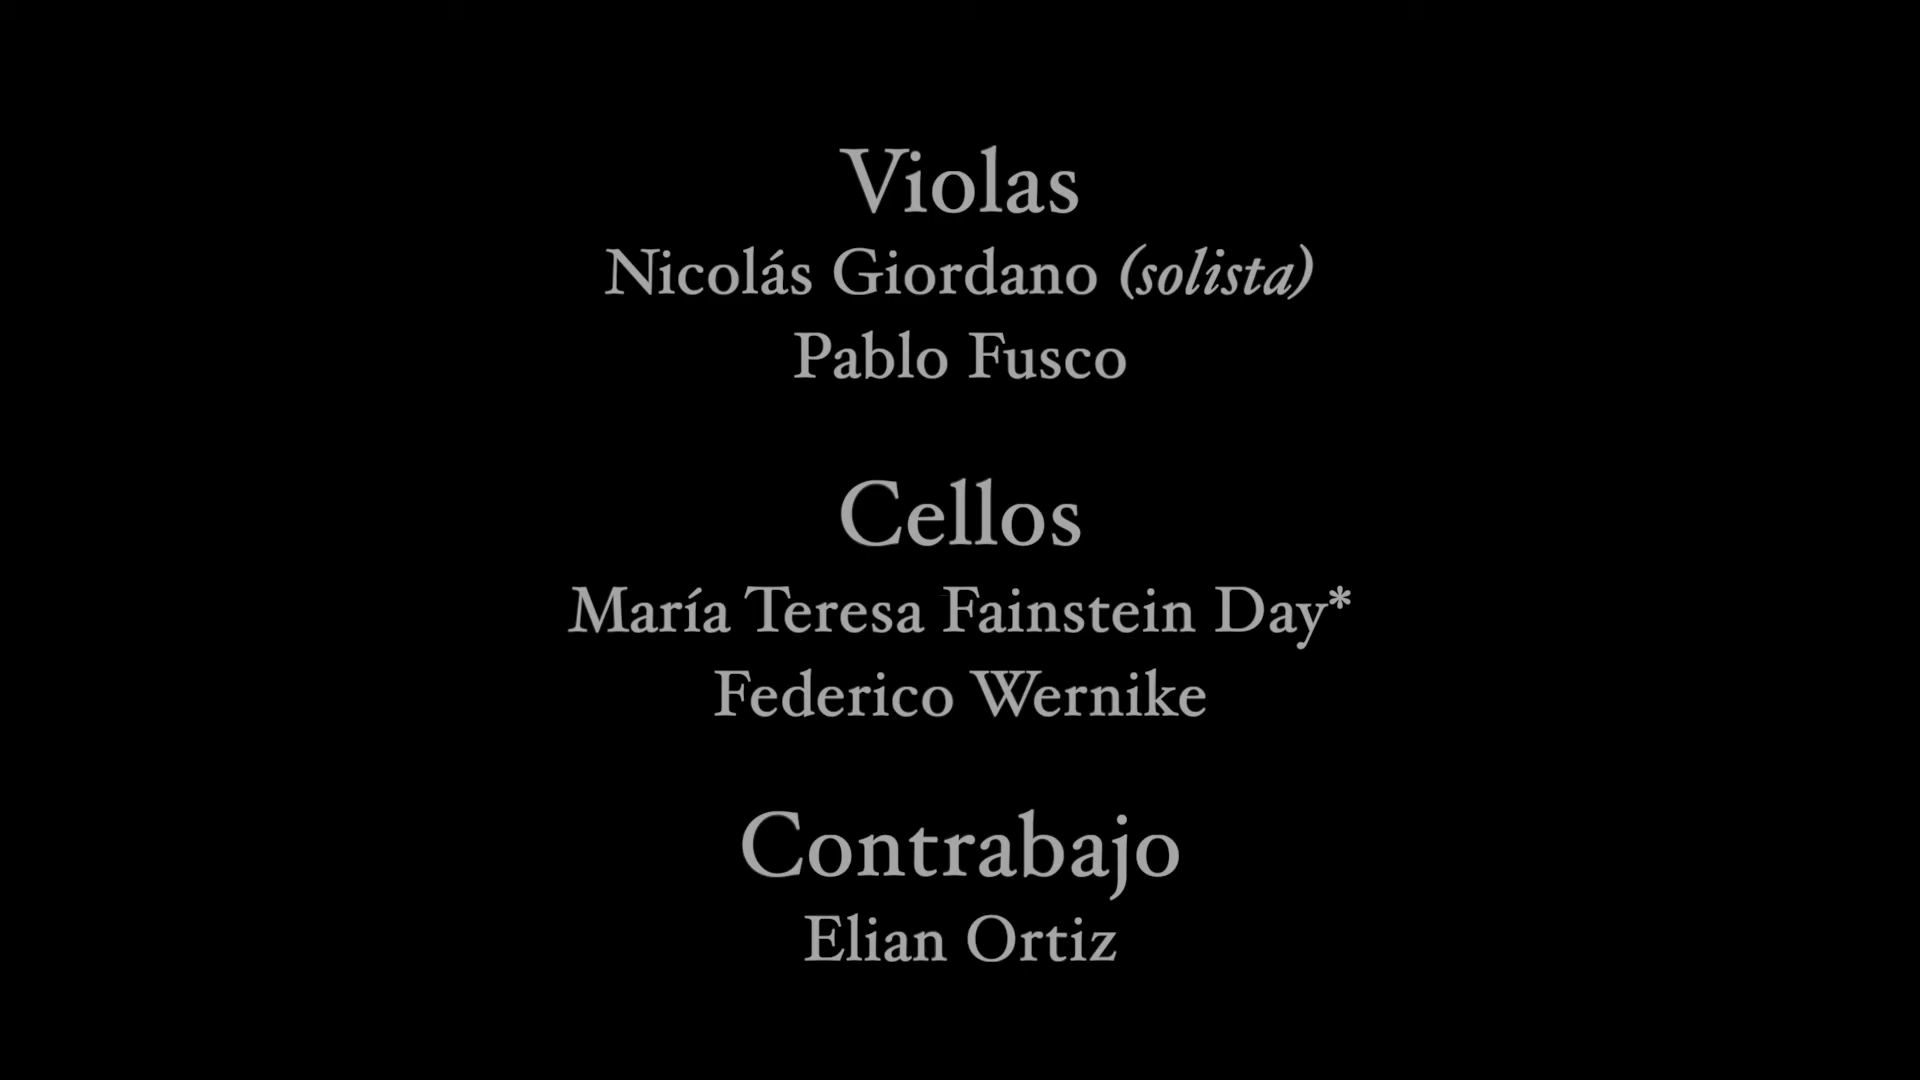 Violas
Nicolás Giordano (solista)
Pablo Fusco
Cellos
María Teresa Fainstein Day*
Federico Wernike
Contrabajo
Elian Ortiz